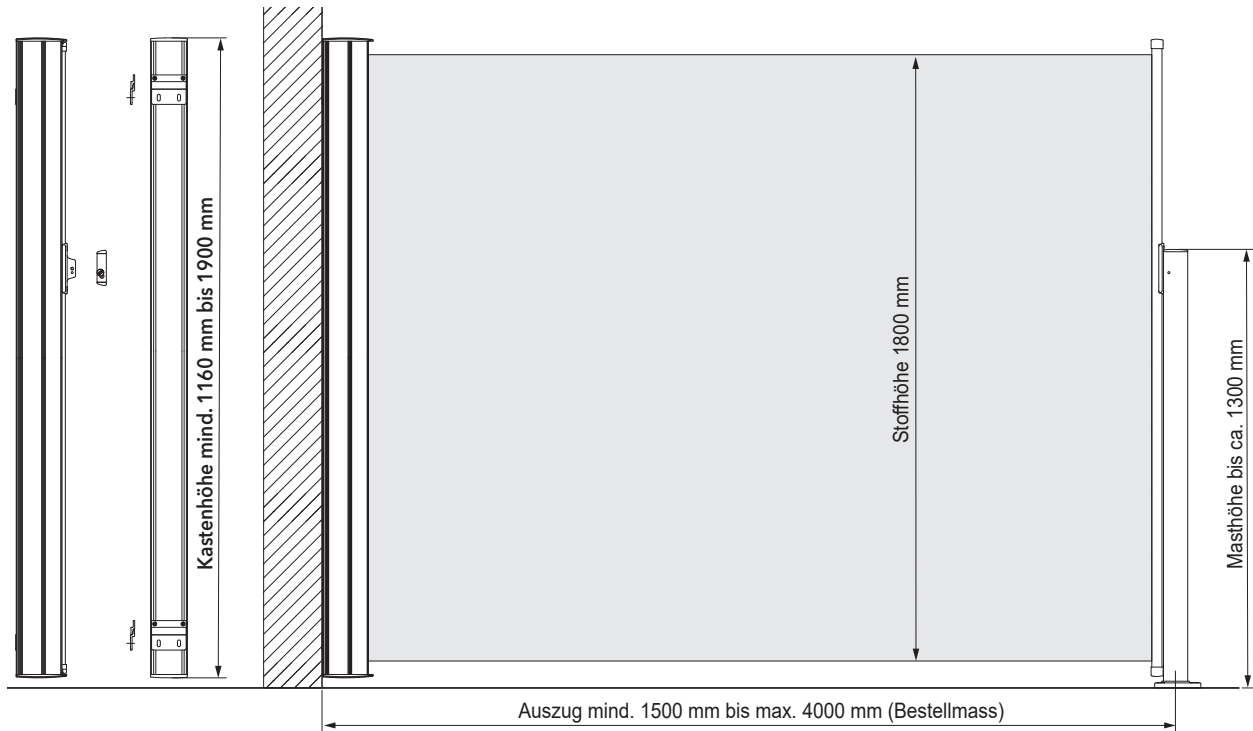 Kastenhöhe mind. 1160 mm bis 1900 mm
Stoffhöhe 1800 mm
Masthöhe bis ca. 1300 mm
Auszug mind. 1500 mm bis max. 4000 mm (Bestellmass)